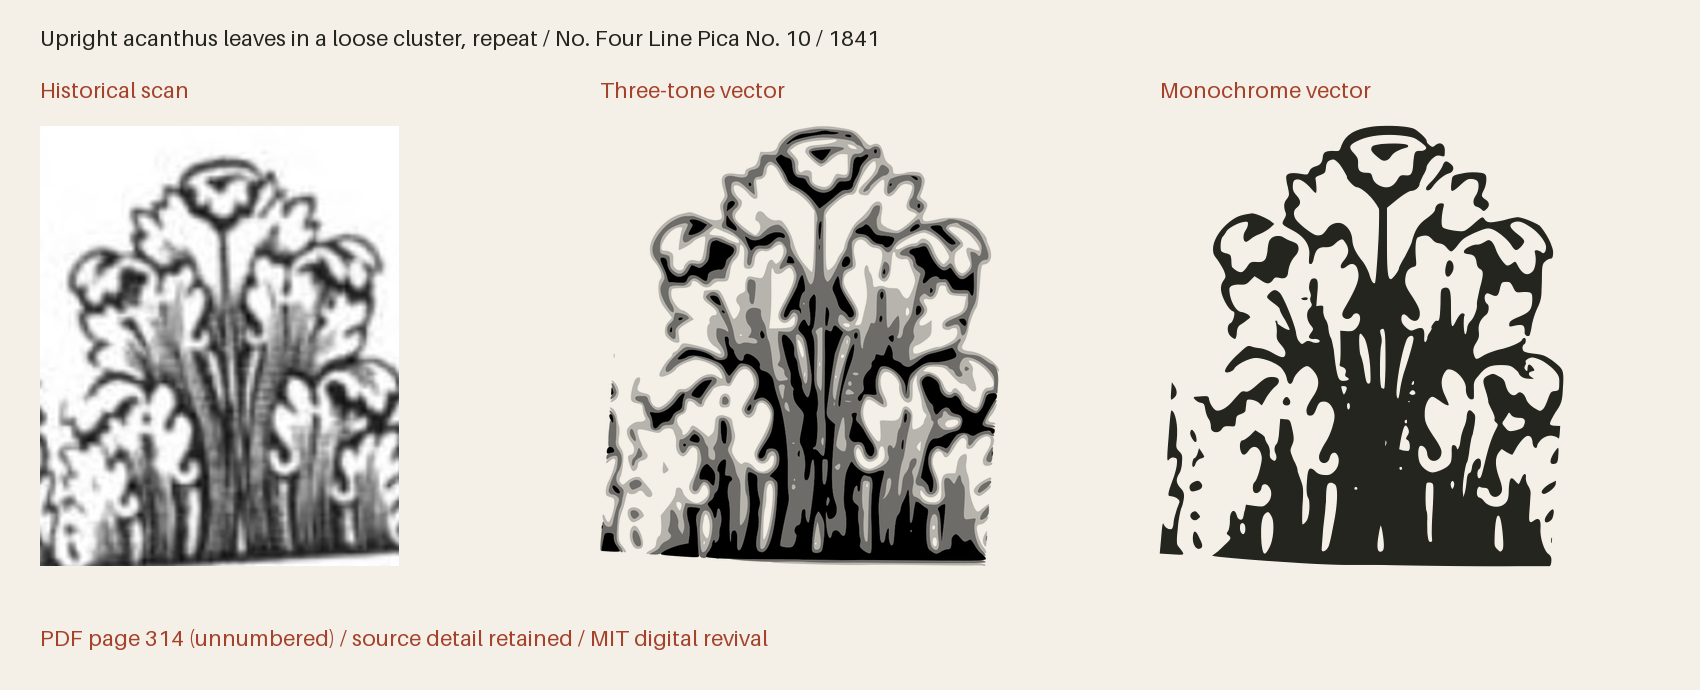 Upright acanthus leaves in a loose cluster, repeat / No. Four Line Pica No. 10 / 1841
Historical scan
Three-tone vector
Monochrome vector
PDF page 314 (unnumbered) / source detail retained / MIT digital revival